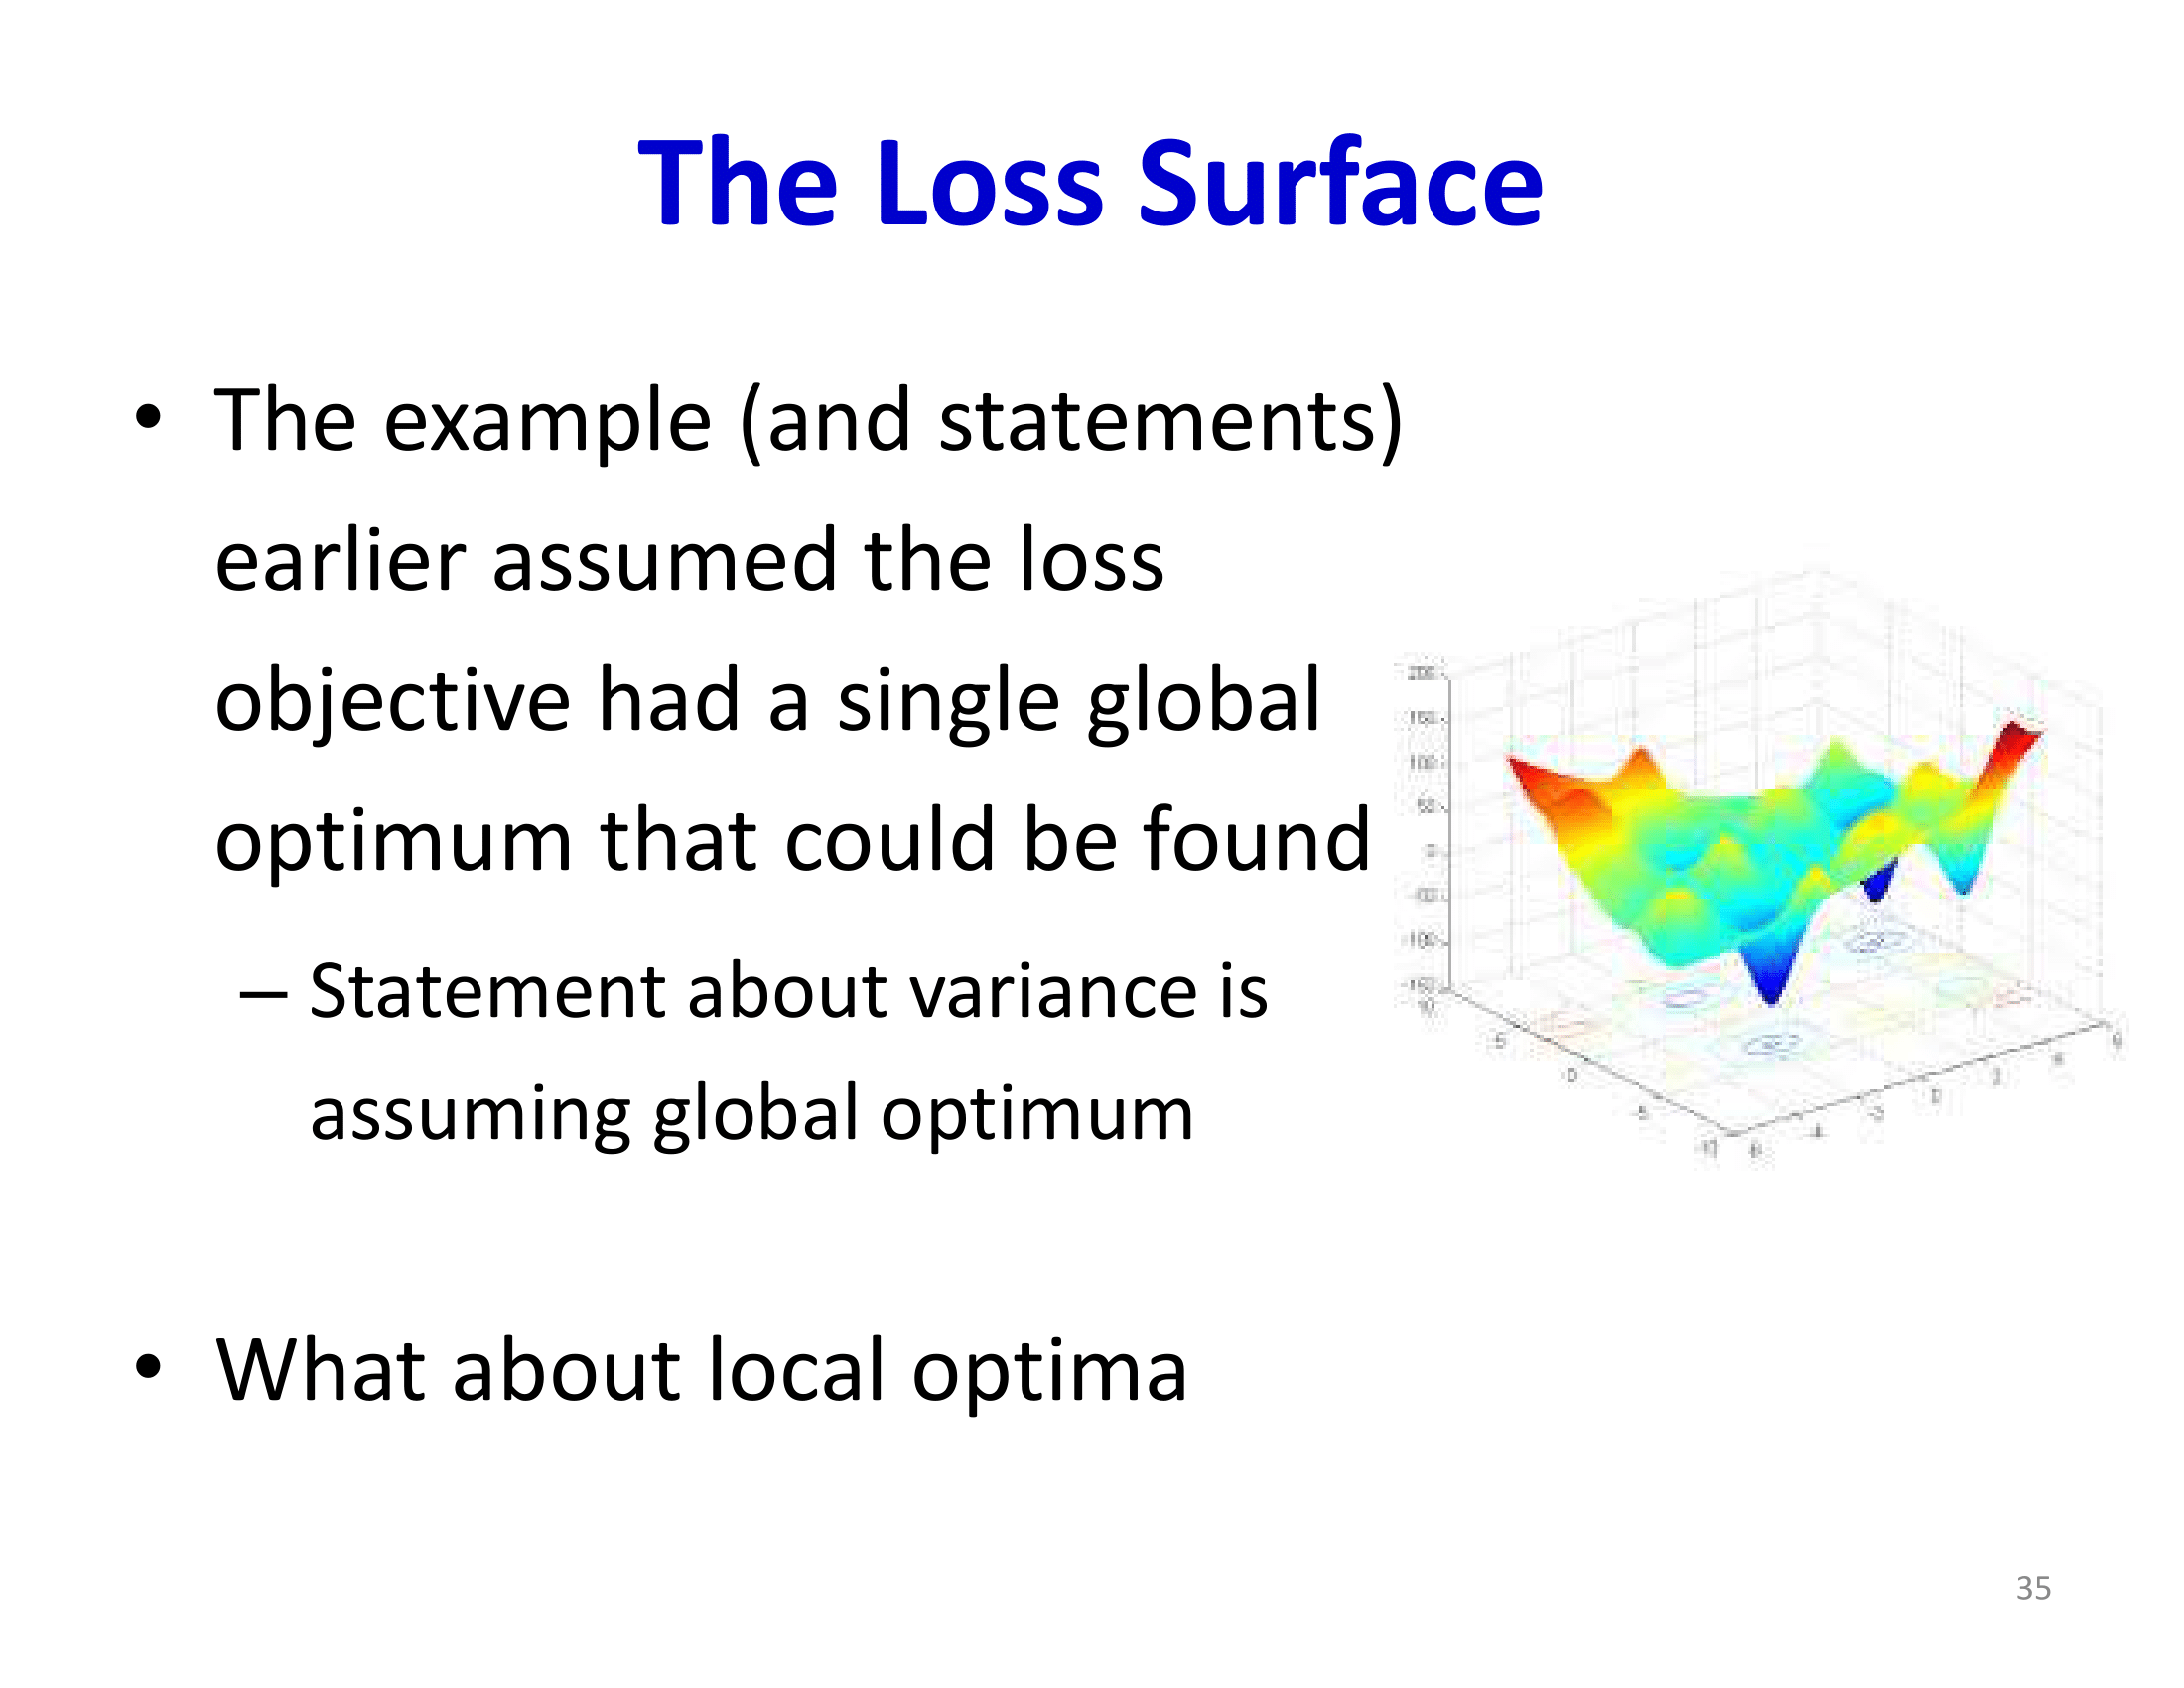 The Loss Surface
• The example (and statements)
earlier assumed the loss
objective had a single global
optimum that could be found
– Statement about variance is
assuming global optimum
• What about local optima
35